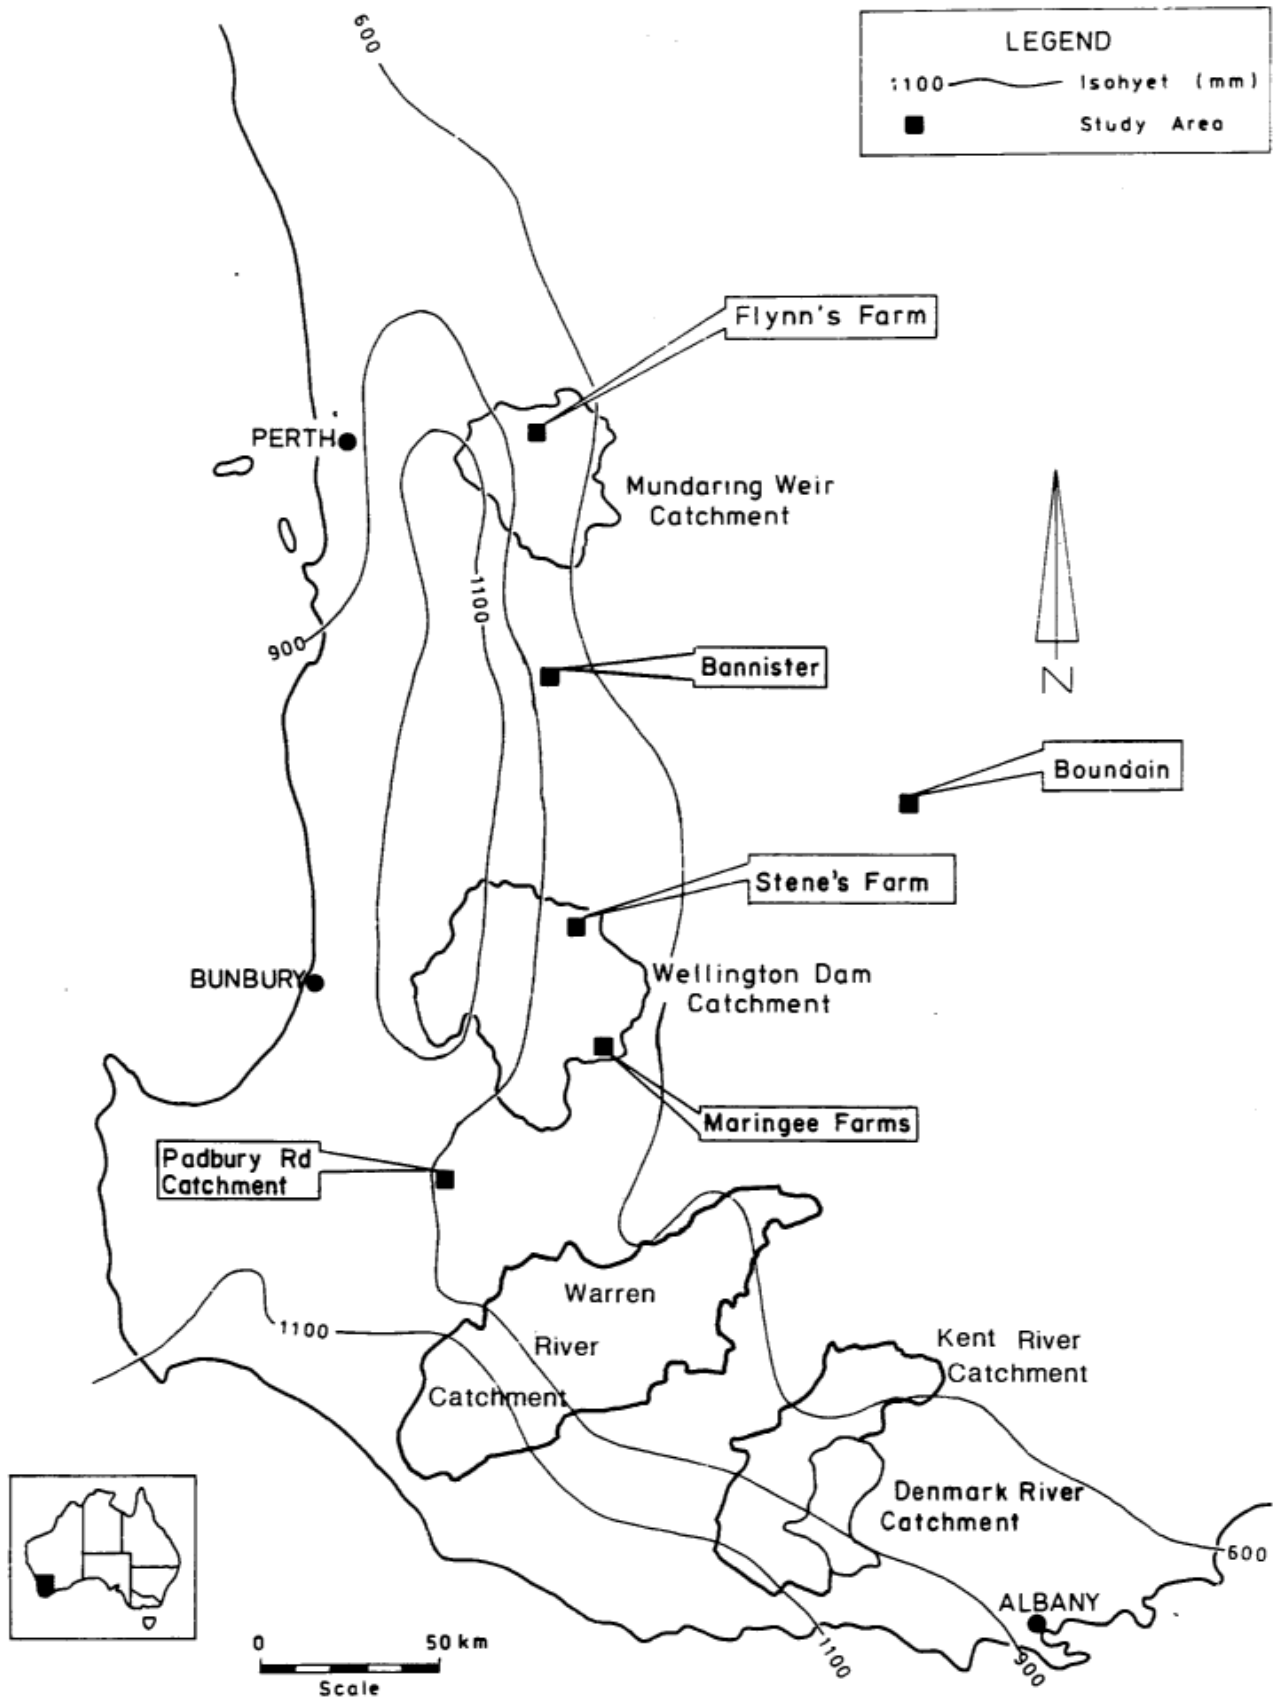 600
LEGEND
1100 Isohyet (mm)
Study Area
Flynn's Farm
PERTH
Mundaring Weir
Catchment
1100
900
Bannister
N
Boundain
Stene's Farm
BUNBURY
Wellington Dam
Catchment
Maringee Farms
Padbury Rd
Catchment
Warren
1100
River
Kent River
Catchment
Catchment
Denmark River
Catchment
600
ALBANY
0 50 km
Scale
1100
900